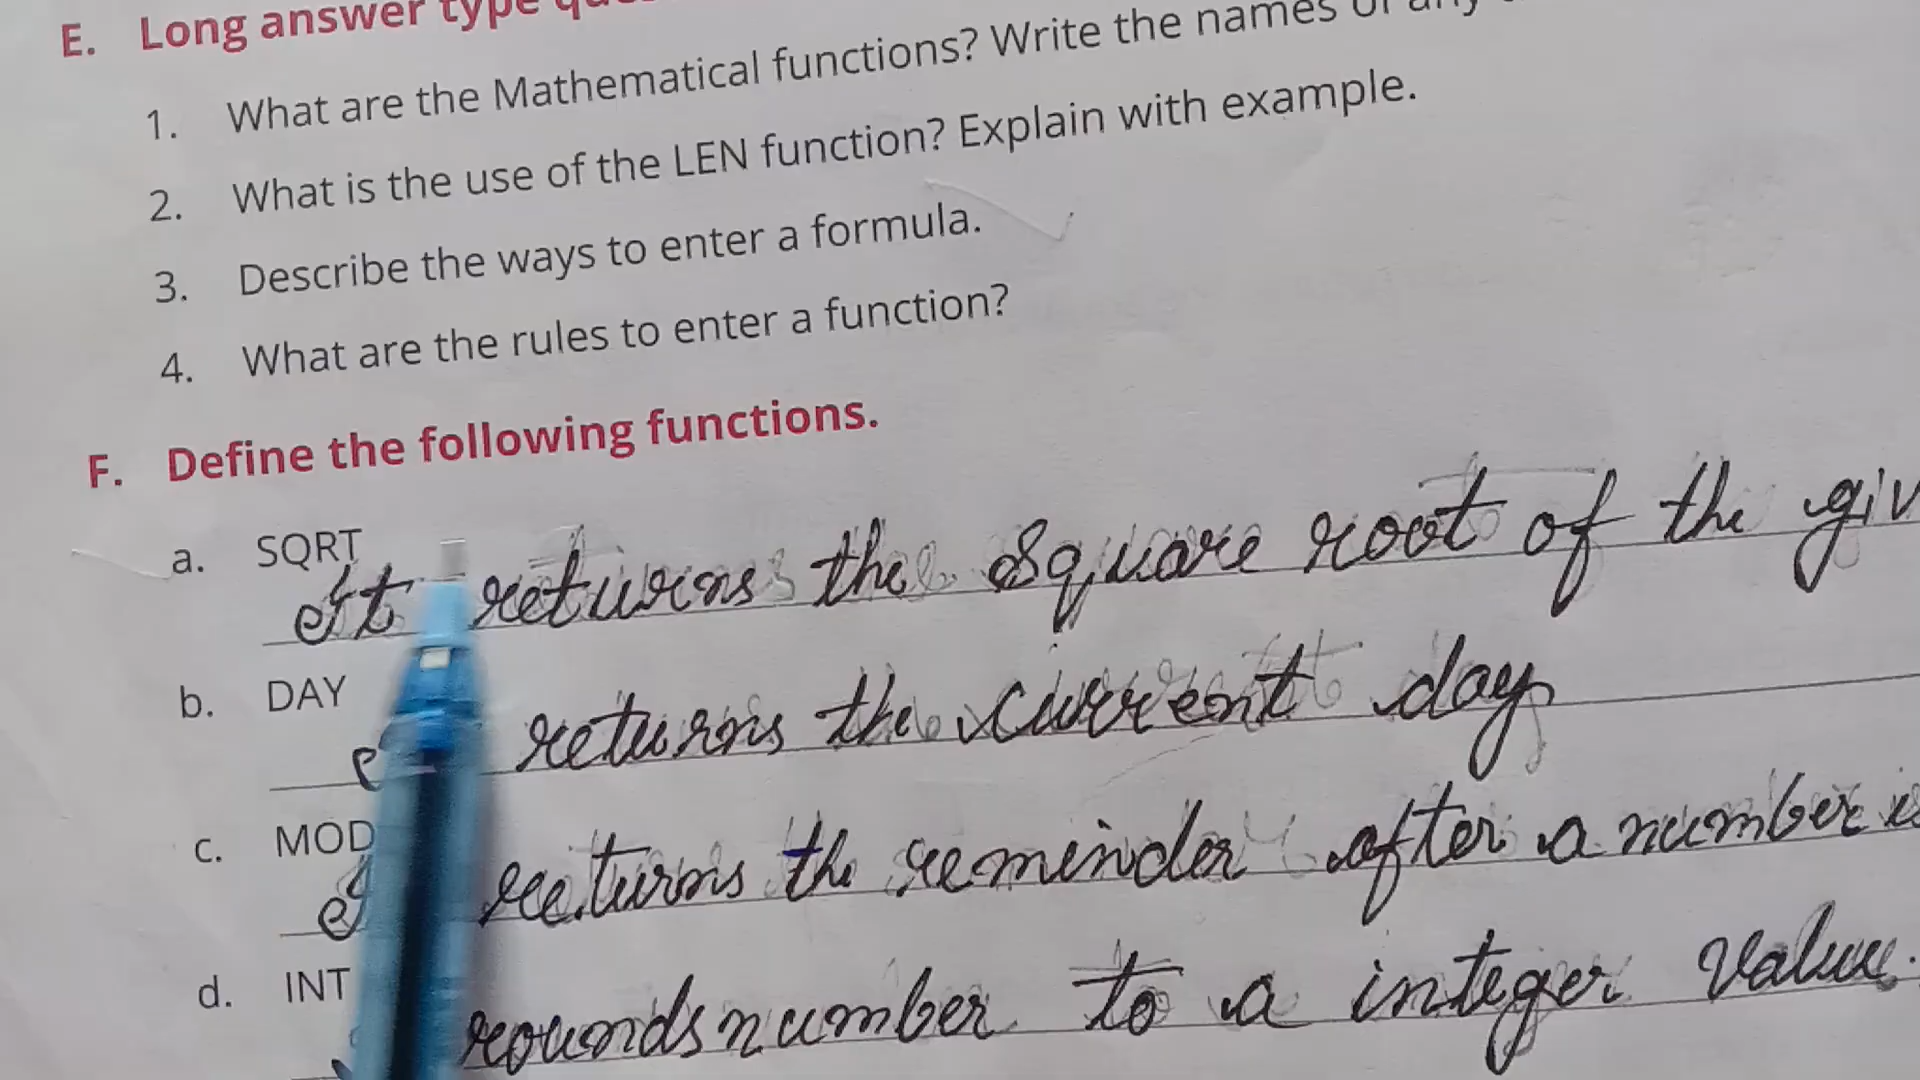 E. Long answer type
1. What are the Mathematical functions? Write the names of any
2. What is the use of the LEN function? Explain with example.
3. Describe the ways to enter a formula.
4. What are the rules to enter a function?
F. Define the following functions.
a. SQRT
It returns the square root of the giv
b. DAY
returns the current day
c. MOD
returns the reminder after a number
d. INT
rounds number to a integer value.